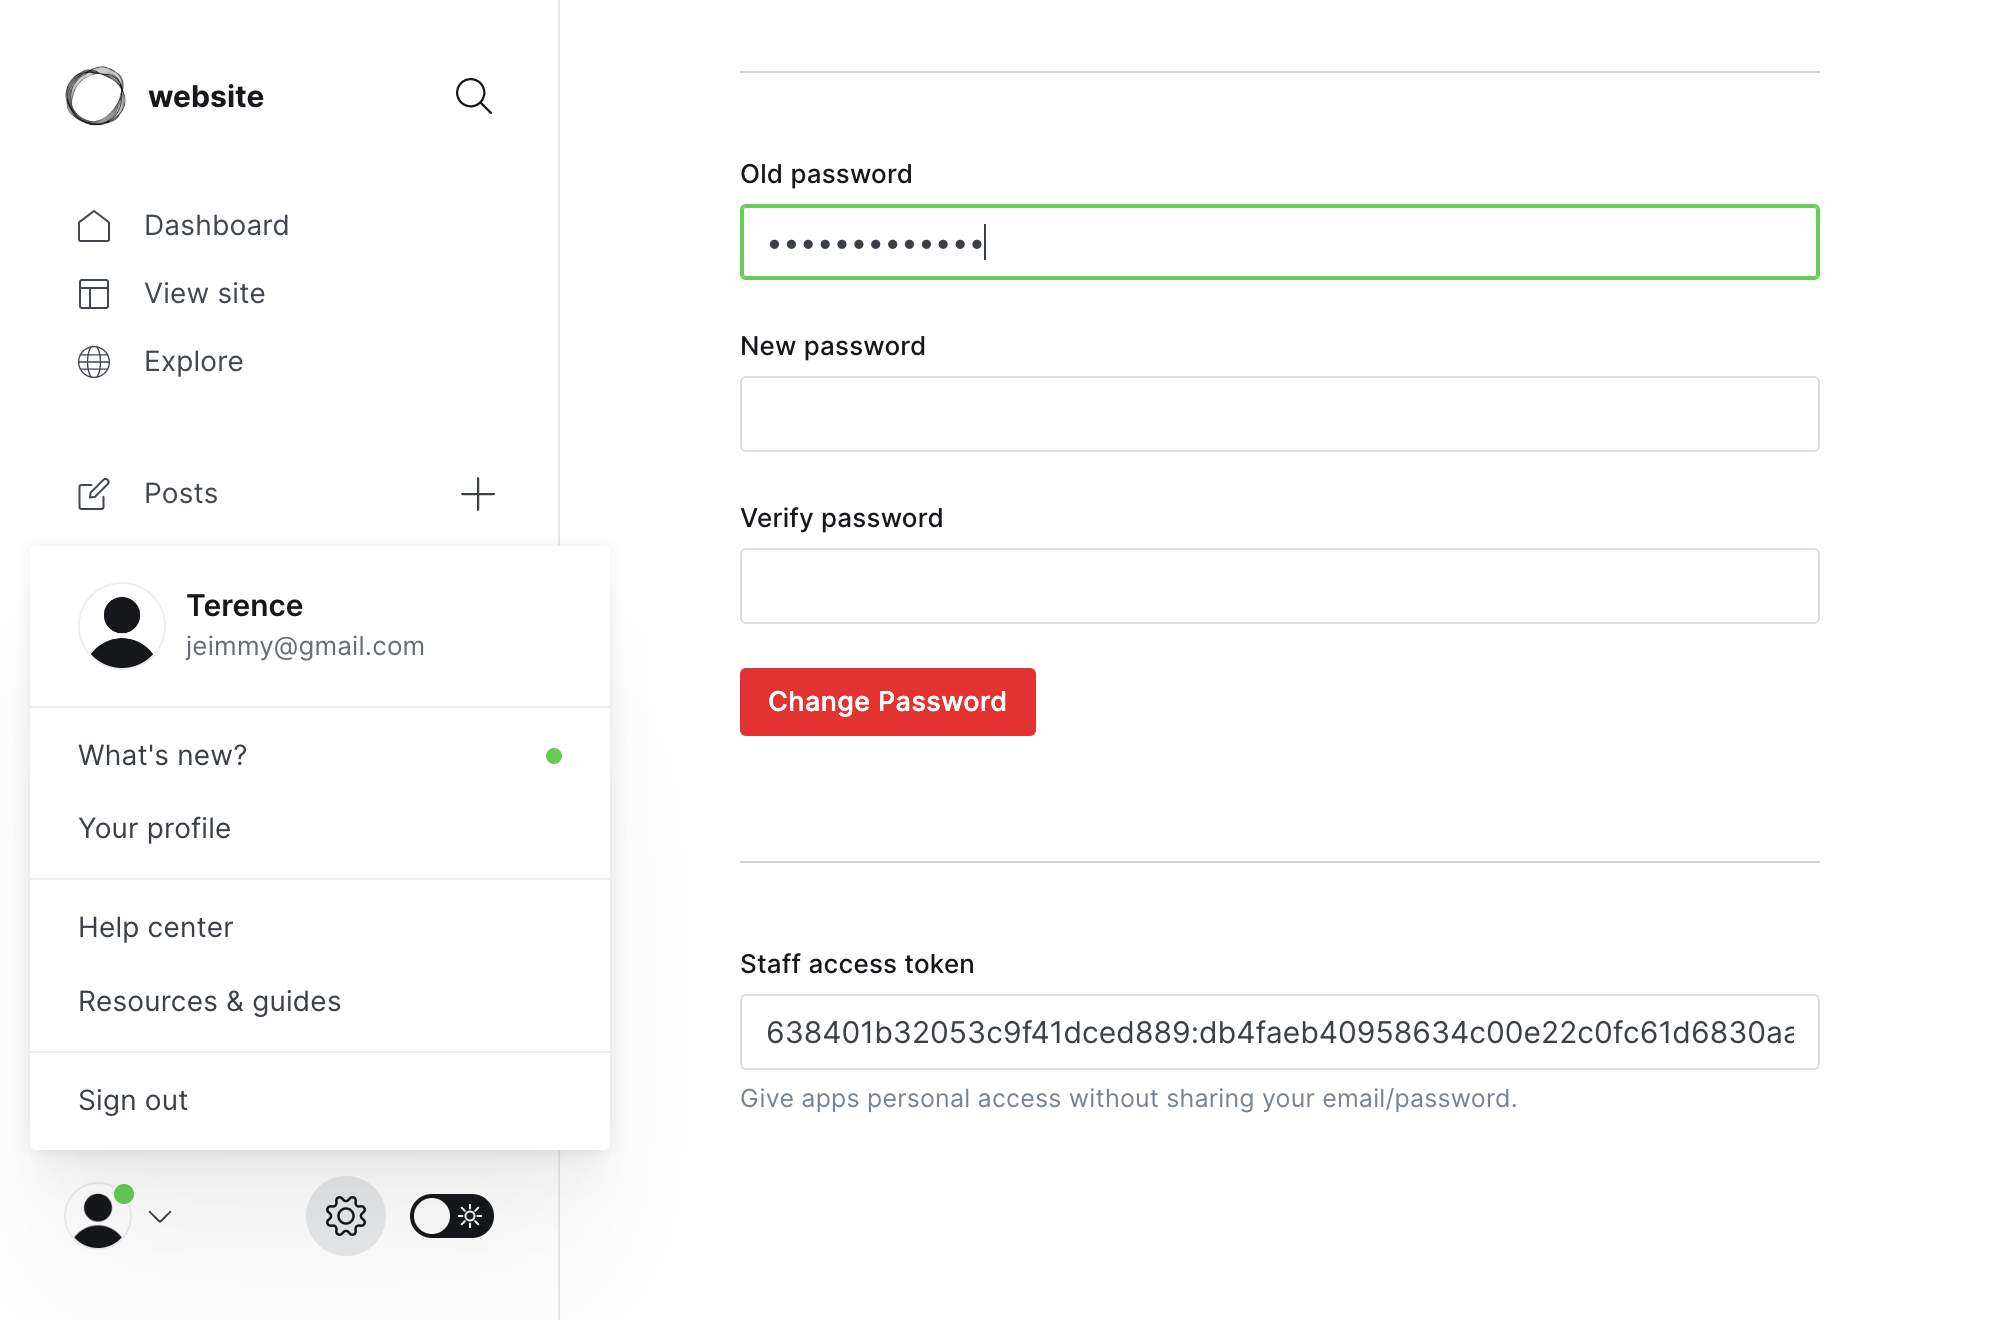 website
Dashboard
View site
Explore
Posts
Terence
jeimmy@gmail.com
What's new?
Your profile
Help center
Resources & guides
Sign out
Old password
•••••••••••••
New password
Verify password
Change Password
Staff access token
638401b32053c9f41dced889:db4faeb40958634c00e22c0fc61d6830aa
Give apps personal access without sharing your email/password.